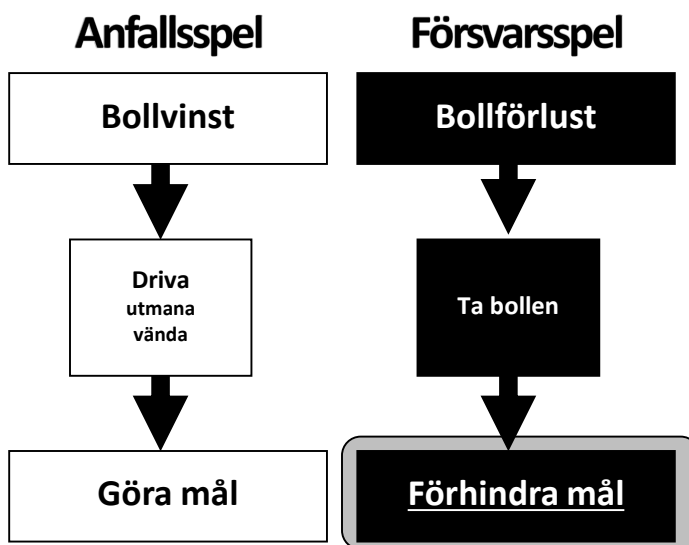 Anfallsspel
Försvarsspel
Bollvinst
Bollförlust
Driva
utmana
vända
Ta bollen
Göra mål
Förhindra mål